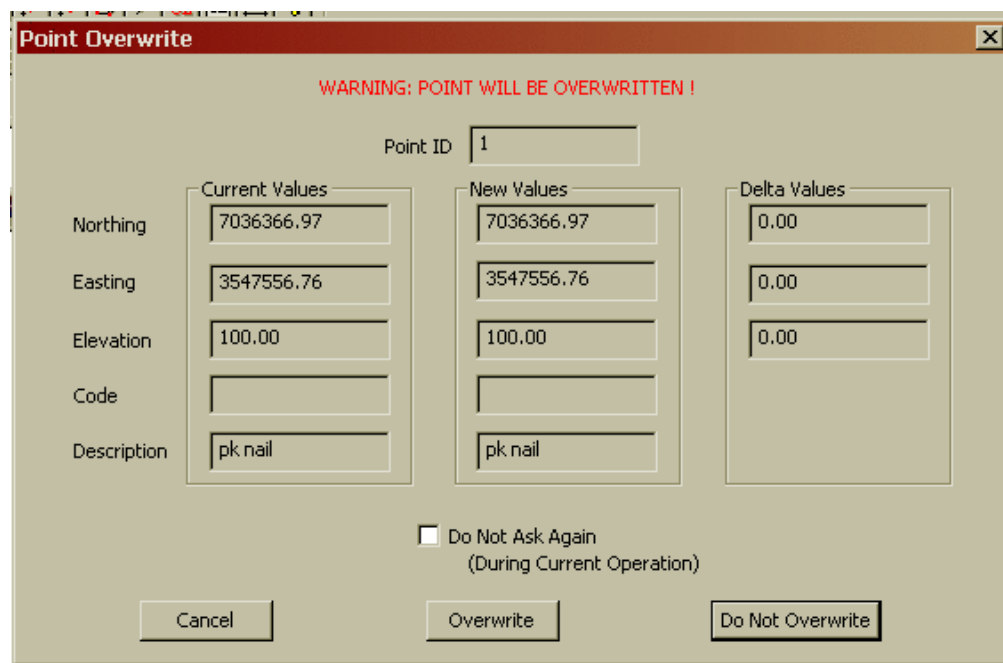 Point Overwrite
WARNING: POINT WILL BE OVERWRITTEN !
Point ID 1
Current Values New Values Delta Values
Northing 7036366.97 7036366.97 0.00
Easting 3547556.76 3547556.76 0.00
Elevation 100.00 100.00 0.00
Code
Description pk nail pk nail
Do Not Ask Again
(During Current Operation)
Cancel Overwrite Do Not Overwrite